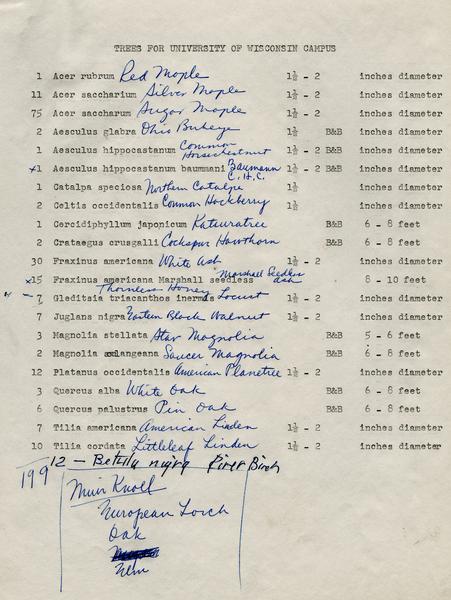 TREES FOR UNIVERSITY OF WISCONSIN CAMPUS
1 Acer rubrum Red Maple 1½ - 2 inches diameter
11 Acer saccharium Silver Maple 1½ - 2 inches diameter
75 Acer saccharum Sugar Maple 1½ - 2 inches diameter
2 Aesculus glabra Ohio Buckeye 1½ B&B inches diameter
1 Aesculus hippocastanum Common Horsechestnut 1½ - 2 B&B inches diameter
x1 Aesculus hippocastanum baummani Baumann C. H. C. 1½ - 2 B&B inches diameter
1 Catalpa speciosa Northern Catalpa 1½ inches diameter
2 Celtis occidentalis Common Hackberry 1½ inches diameter
1 Cercidiphyllum japonicum Katsuratree B&B 6 - 8 feet
2 Crataegus crusgalli Cockspur Hawthorn B&B 6 - 8 feet
30 Fraxinus americana White Ash 1½ - 2 inches diameter
x15 Fraxinus americana Marshall seedless Marshall Seedless Ash 8 - 10 feet
7 Gleditsia triacanthos inermis Thornless Honey Locust 1½ - 2 inches diameter
7 Juglans nigra Eastern Black Walnut 1½ - 2 inches diameter
3 Magnolia stellata Star Magnolia B&B 5 - 6 feet
2 Magnolia solangeana Saucer Magnolia B&B 6 - 8 feet
12 Platanus occidentalis American Planetree 1½ - 2 inches diameter
3 Quercus alba White Oak B&B 6 - 8 feet
6 Quercus palustrus Pin Oak B&B 6 - 8 feet
7 Tilia americana American Linden 1½ - 2 inches diameter
10 Tilia cordata Littleleaf Linden 1½ - 2 inches diameter
12 - Betula nigra River Birch
199
Muir Knoll
European Larch
Oak
Elm